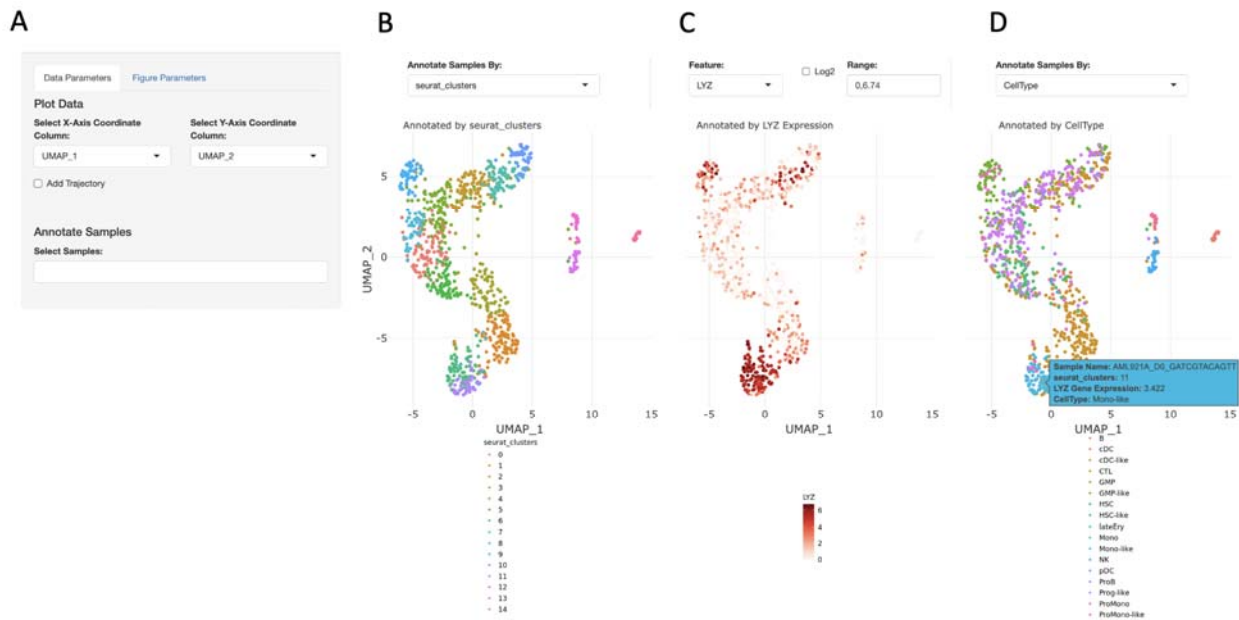 A
Data Parameters
Figure Parameters
Plot Data
Select X-Axis Coordinate Column:
Select Y-Axis Coordinate Column:
UMAP_1
UMAP_2
Add Trajectory
Annotate Samples
Select Samples:
B
Annotate Samples By:
seurat_clusters
Annotated by seurat_clusters
UMAP_2
5
0
-5
-5
0
5
10
15
UMAP_1
seurat_clusters
0
1
2
3
4
5
6
7
8
9
10
11
12
13
14
C
Feature:
LYZ
Log2
Range:
0,6.74
Annotated by LYZ Expression
-5
0
5
10
15
UMAP_1
LYZ
6
4
2
0
D
Annotate Samples By:
CellType
Annotated by CellType
Sample Name: AML921A_D0_GATCGTACAGTT
seurat_clusters: 11
LYZ Gene Expression: 3.422
CellType: Mono-like
-5
0
5
10
15
UMAP_1
B
cDC
cDC-like
CTL
GMP
GMP-like
HSC
HSC-like
lateEry
Mono
Mono-like
NK
pDC
ProB
Prog-like
ProMono
ProMono-like